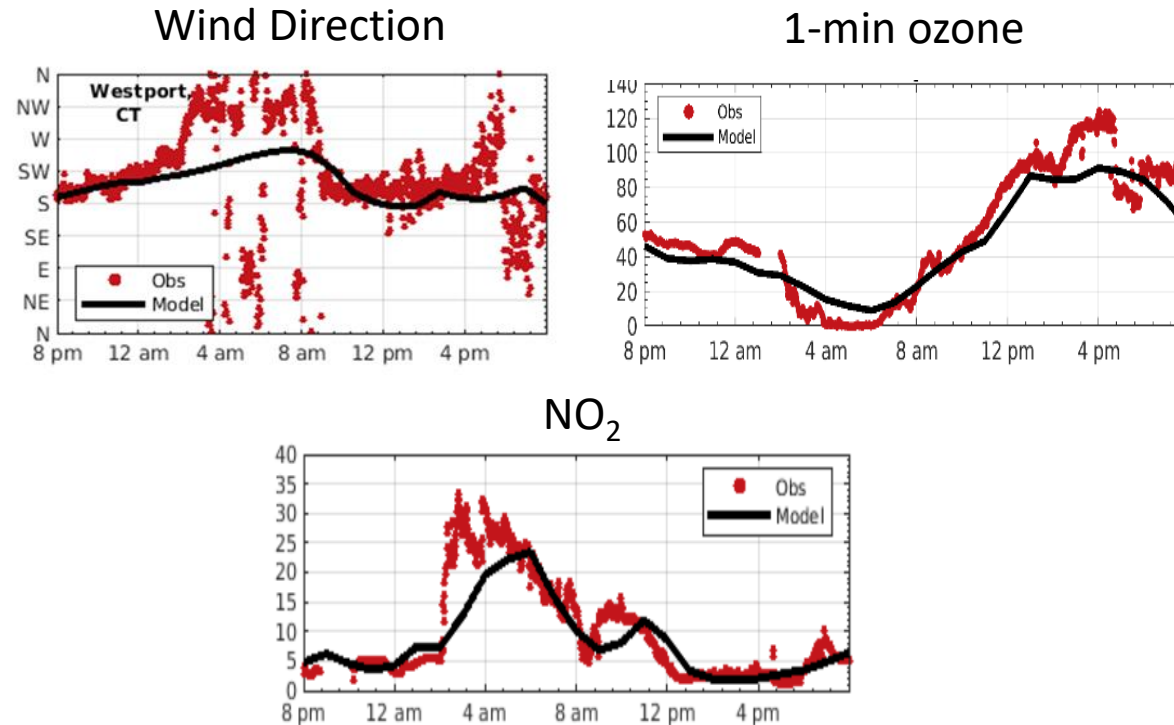 Wind Direction
N
NW
W
SW
S
SE
E
NE
N
Westport,
CT
Obs
Model
8 pm 12 am 4 am 8 am 12 pm 4 pm
1-min ozone
140
120
100
80
60
40
20
0
Obs
Model
8 pm 12 am 4 am 8 am 12 pm 4 pm
NO₂
40
35
30
25
20
15
10
5
0
Obs
Model
8 pm 12 am 4 am 8 am 12 pm 4 pm